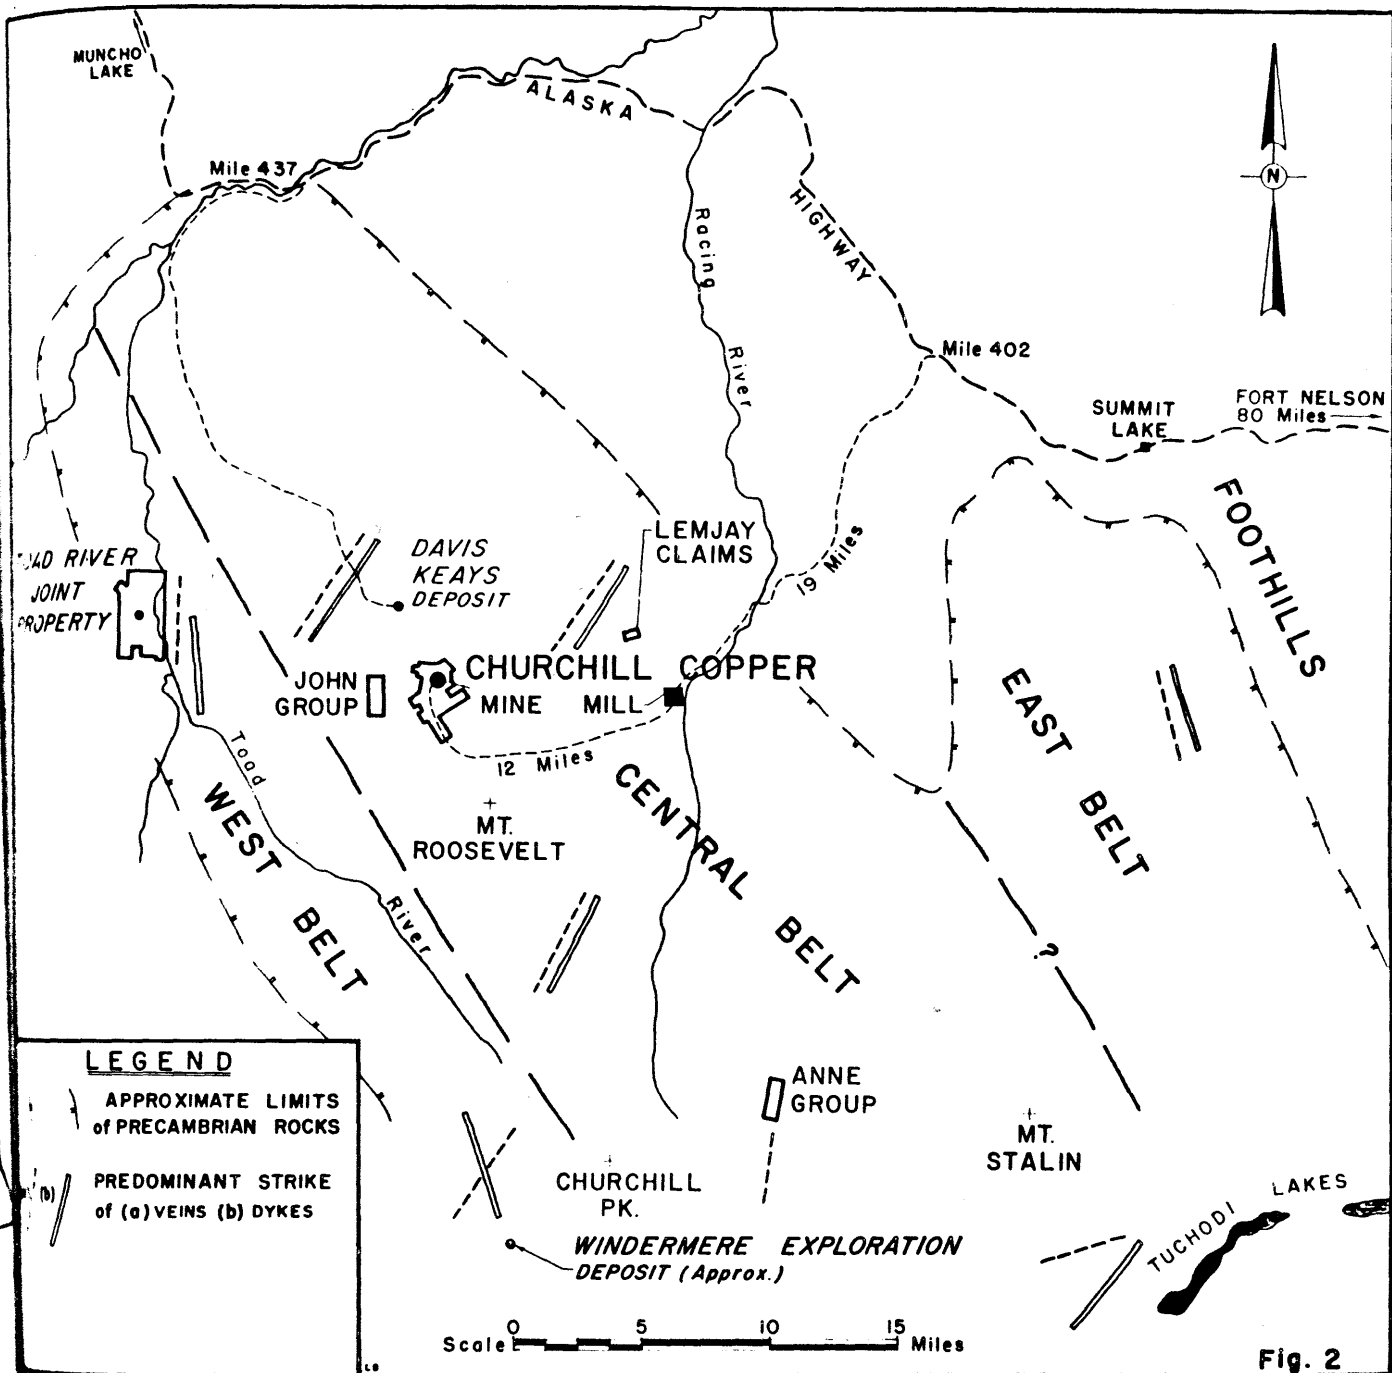 MUNCHO
LAKE
ALASKA
Mile 437
HIGHWAY
N
Racing
River
Mile 402
FORT NELSON
80 Miles
SUMMIT
LAKE
FOOTHILLS
LEMJAY
CLAIMS
19 Miles
DAVIS
KEAYS
DEPOSIT
RIVER
JOINT
PROPERTY
JOHN
GROUP
CHURCHILL COPPER
MINE MILL
12 Miles
EAST BELT
Toad
River
WEST BELT
CENTRAL BELT
MT.
ROOSEVELT
?
LEGEND
APPROXIMATE LIMITS
of PRECAMBRIAN ROCKS
(b)
PREDOMINANT STRIKE
of (a) VEINS (b) DYKES
ANNE
GROUP
MT.
STALIN
CHURCHILL
PK.
TUCHODI LAKES
WINDERMERE EXPLORATION
DEPOSIT (Approx.)
Scale 0 5 10 15 Miles
Fig. 2